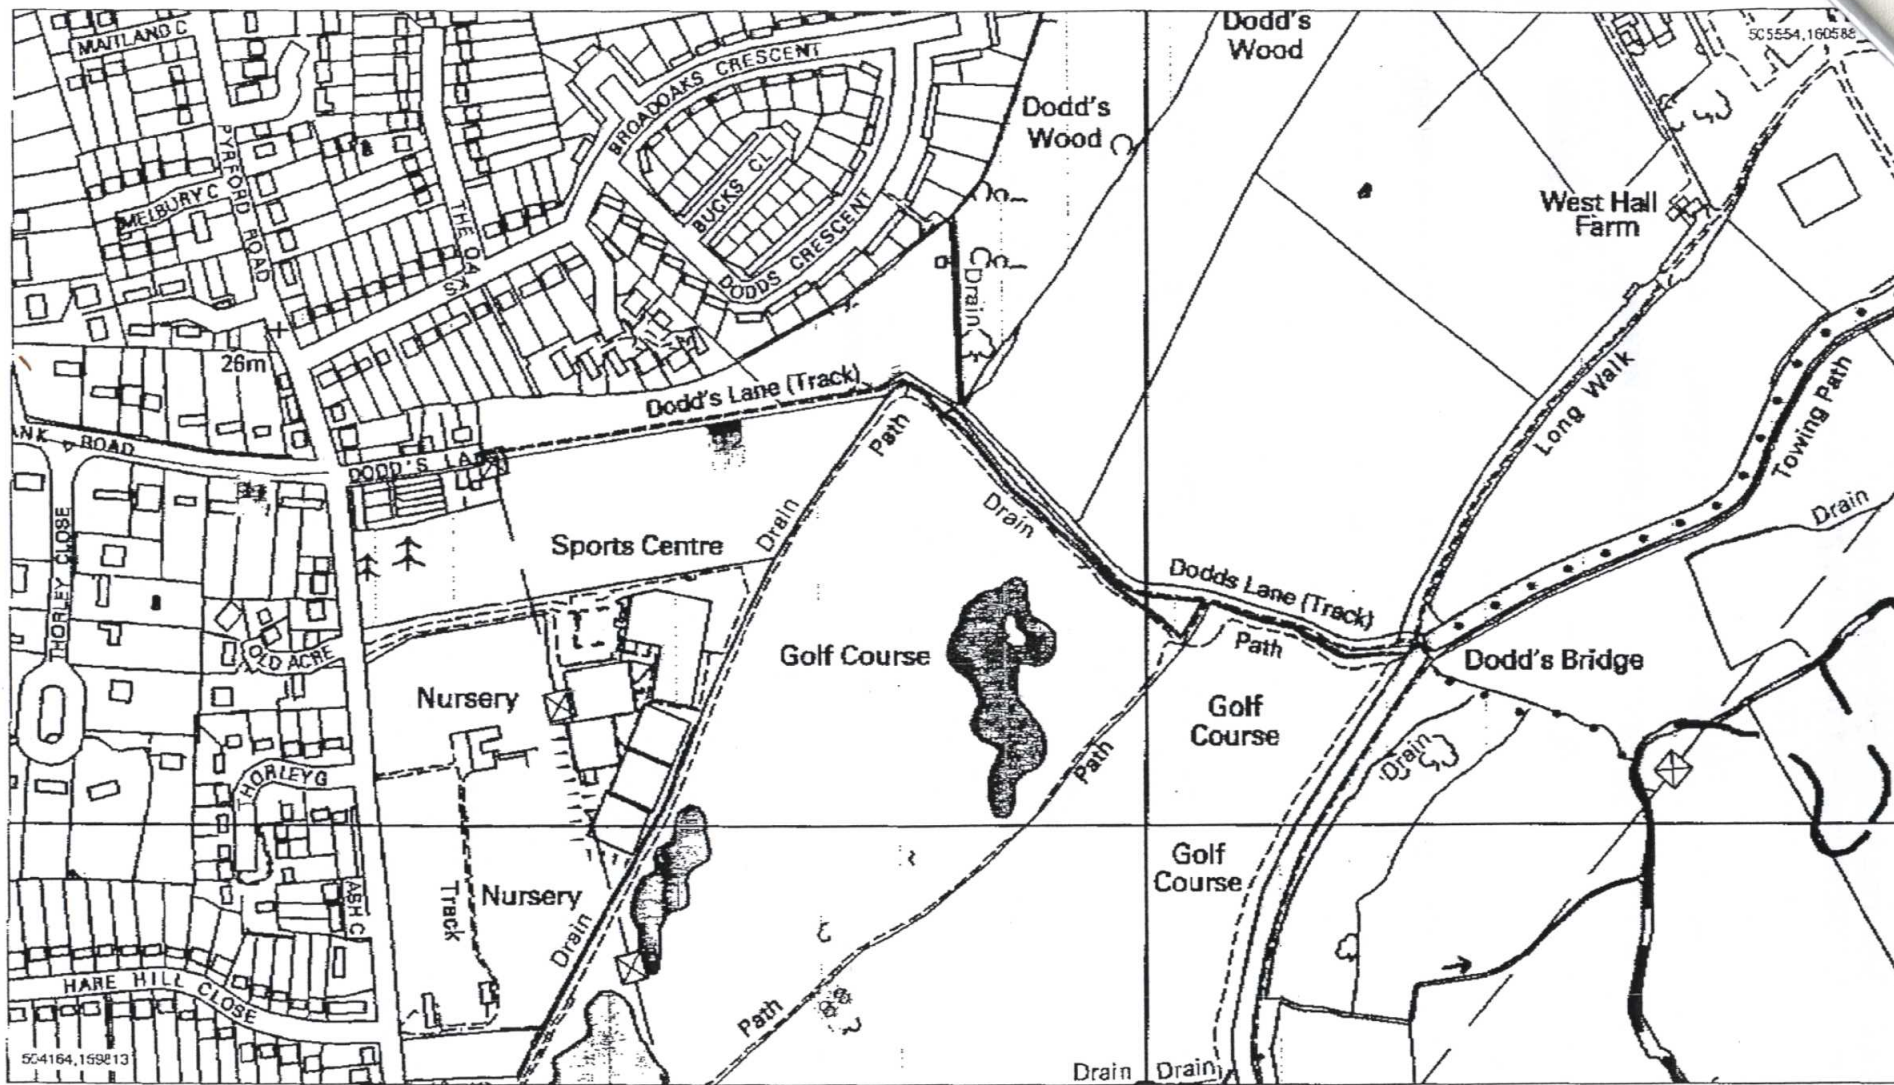 MAITLAND C
BROADOAKS CRESCENT
Dodd's
Wood
505554,160588
Dodd's
Wood
PYRFORD ROAD
MELBURY C
THE OAKS
BUCKS CL
DODDS CRESCENT
West Hall
Farm
Drain
26m
Dodd's Lane (Track)
Long Walk
Towing Path
ROAD
DODD'S LANE
Path
Drain
Drain
Drain
THORLEY CLOSE
Sports Centre
Dodds Lane (Track)
OLD ACRE
Golf Course
Path
Dodd's Bridge
Nursery
Golf
Course
Drain
Path
THORLEY G
Golf
Course
ASH C
Track
Nursery
Drain
HARE HILL CLOSE
Path
504164,159813
Drain
Drain